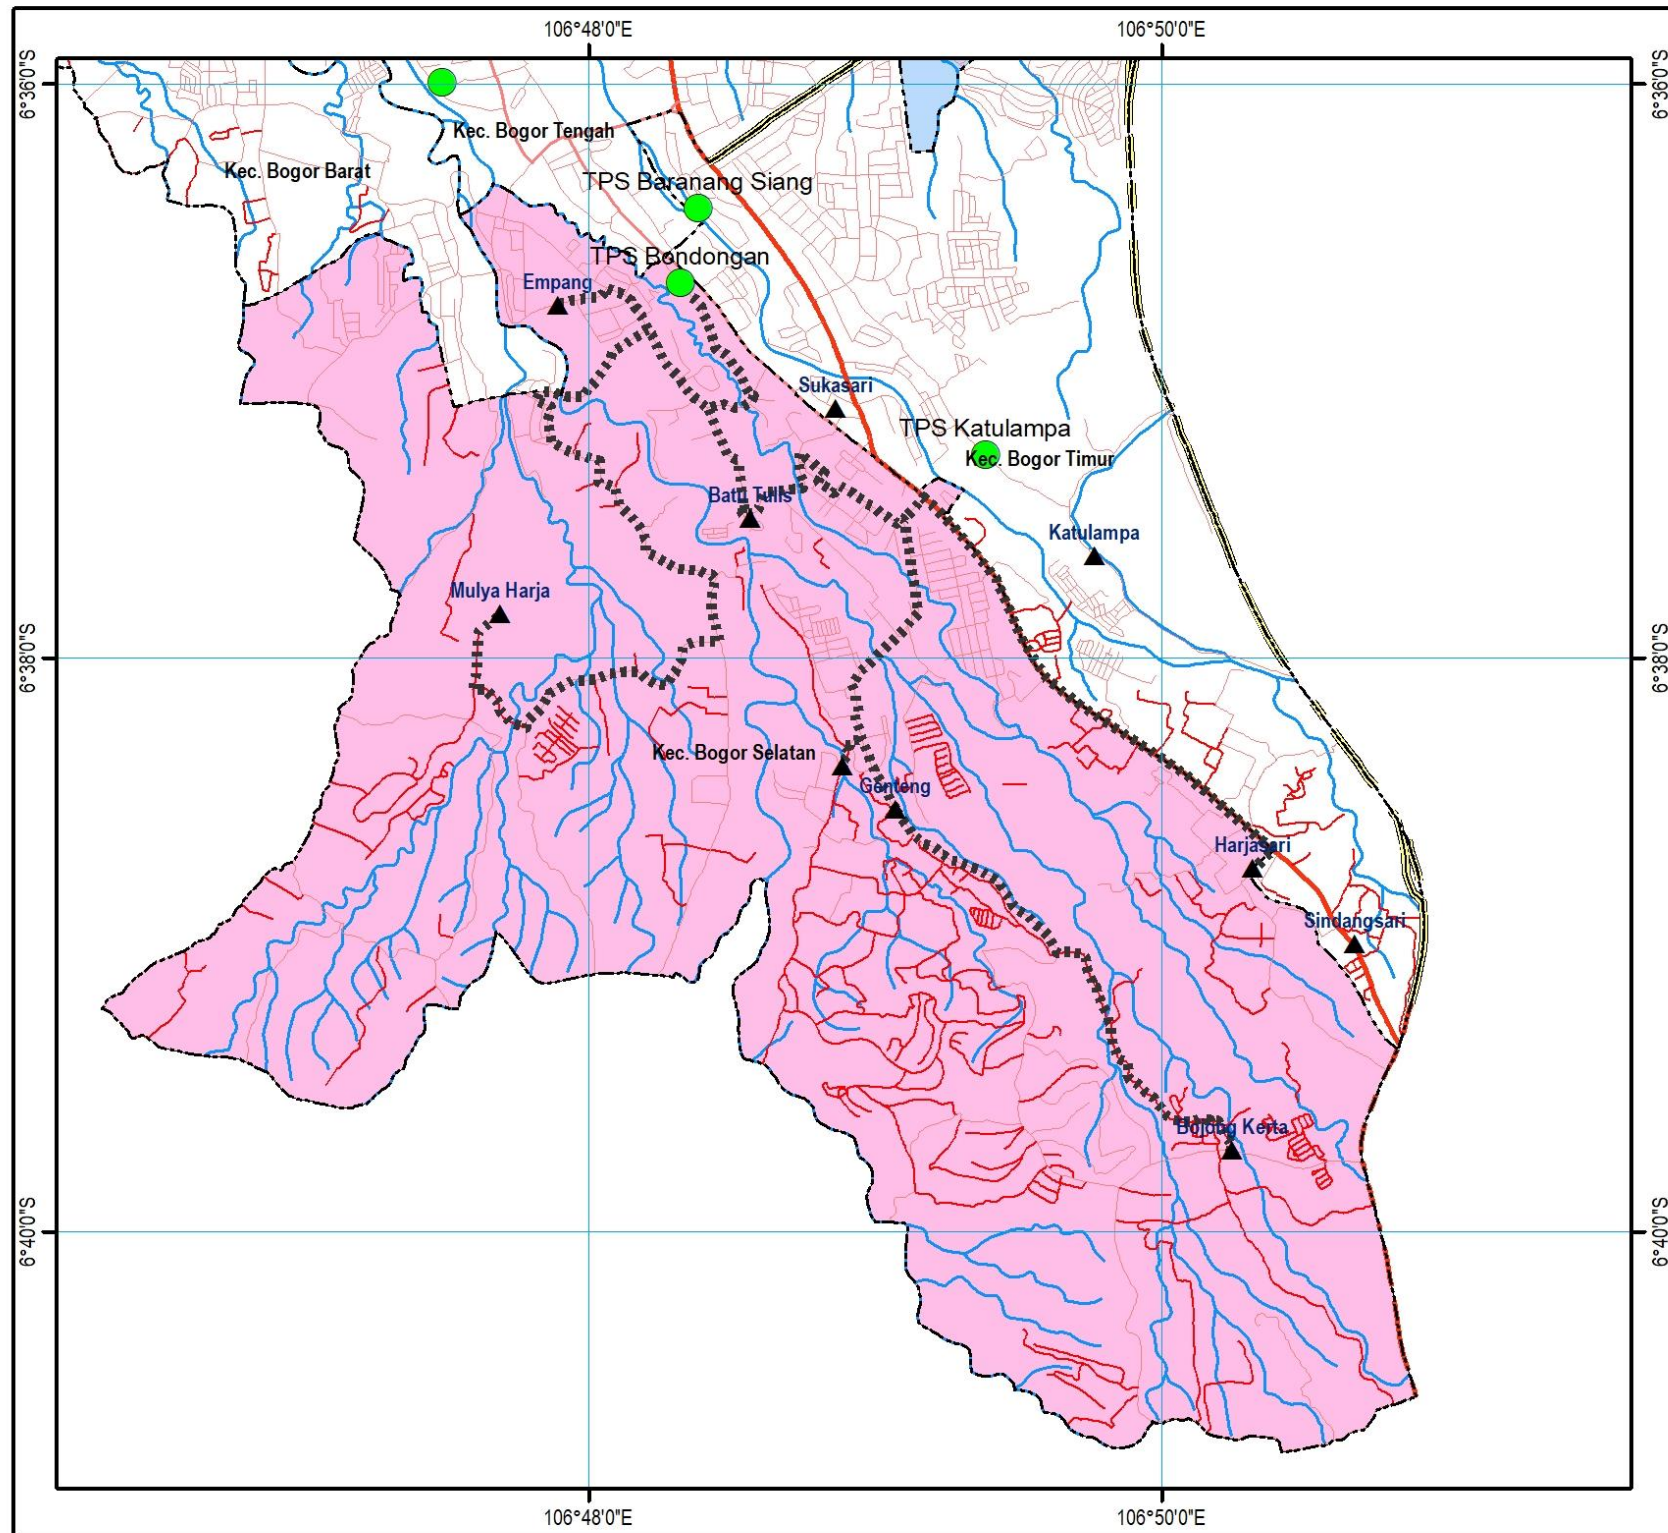 106°48'0"E
106°50'0"E
6°36'0"S
6°36'0"S
Kec. Bogor Tengah
Kec. Bogor Barat
TPS Baranang Siang
TPS Bondongan
Empang
Sukasari
TPS Katulampa
Kec. Bogor Timur
Batu Tulis
Katulampa
Mulya Harja
6°38'0"S
6°38'0"S
Kec. Bogor Selatan
Genteng
Harjasari
Sindangsari
Bojong Kerta
6°40'0"S
6°40'0"S
106°48'0"E
106°50'0"E